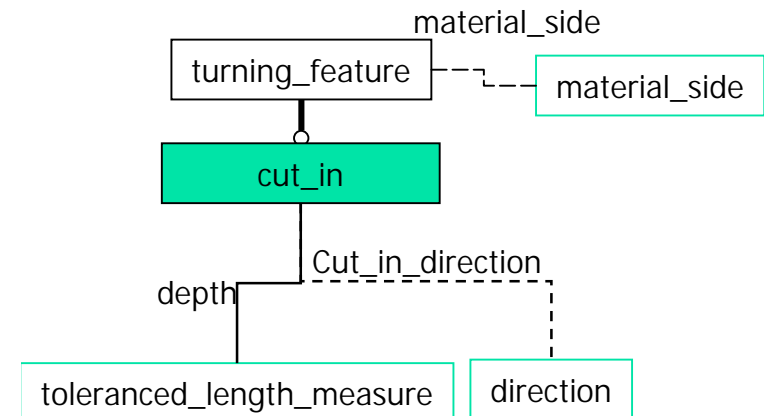 material_side
turning_feature
material_side
cut_in
Cut_in_direction
depth
toleranced_length_measure
direction